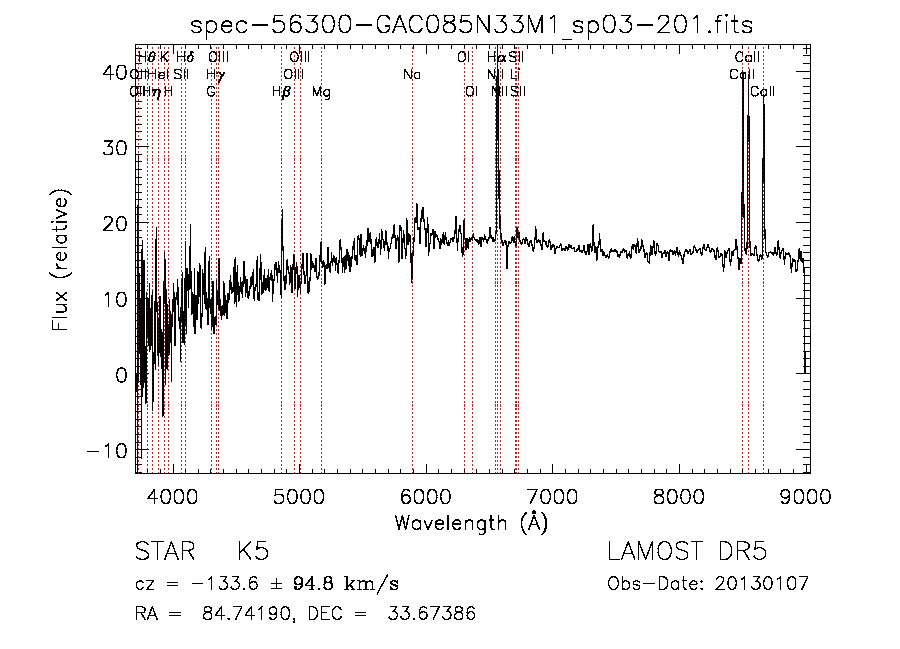 spec-56300-GAC085N33M1_sp03-201.fits
Hδ K Hδ OIII OIII OI Hα SII CaII
HeI SII Hγ OIII Na NII Li CaII
Hη H G Hβ Mg OI NII SII CaII
40
30
20
10
0
-10
Flux (relative)
4000 5000 6000 7000 8000 9000
Wavelength (Å)
STAR K5 LAMOST DR5
cz = -133.6 ± 94.8 km/s Obs-Date: 20130107
RA = 84.74190, DEC = 33.67386